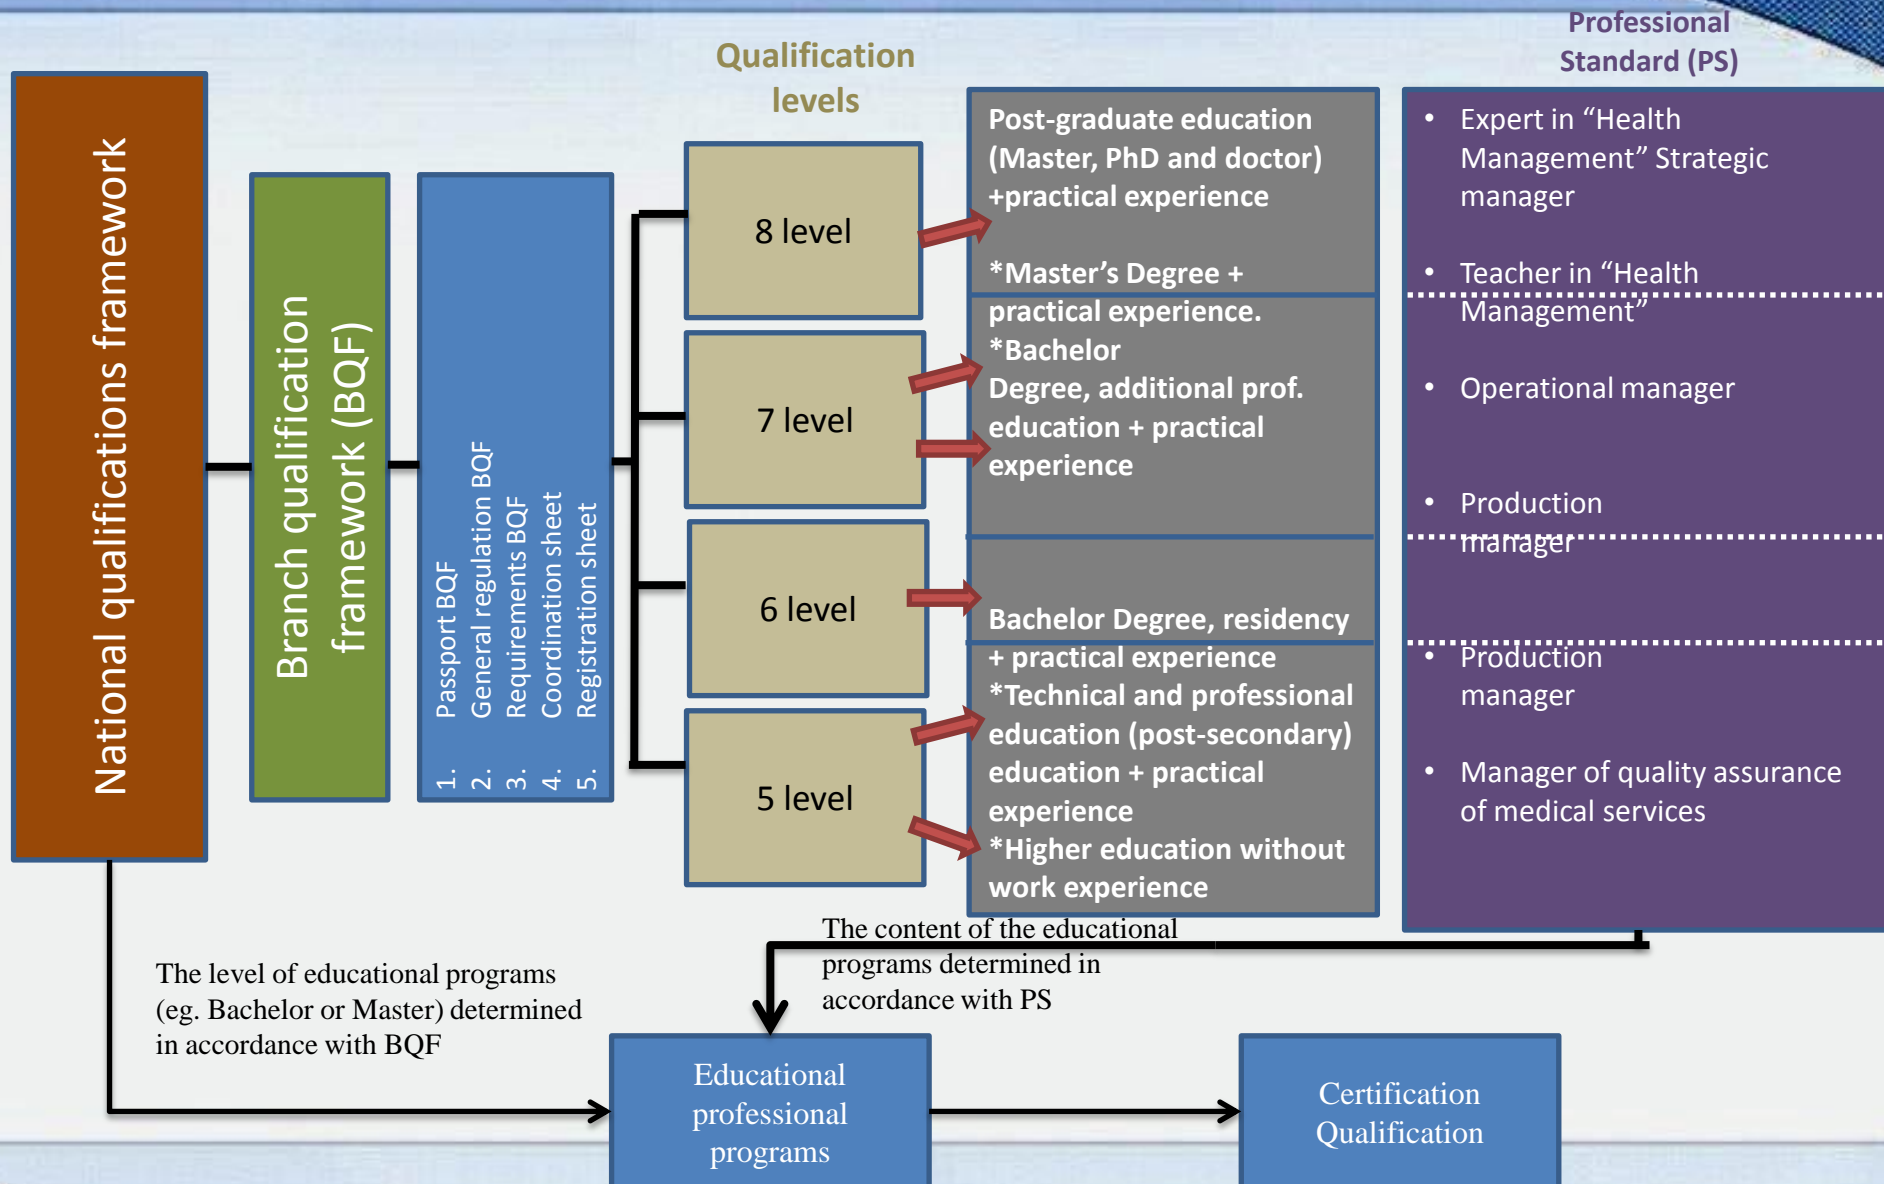 Professional
Standard (PS)
Qualification
levels
National qualifications framework
Branch qualification
framework (BQF)
1. Passport BQF
2. General regulation BQF
3. Requirements BQF
4. Coordination sheet
5. Registration sheet
8 level
7 level
6 level
5 level
Post-graduate education
(Master, PhD and doctor)
+practical experience
*Master’s Degree +
practical experience.
*Bachelor
Degree, additional prof.
education + practical
experience
Bachelor Degree, residency
+ practical experience
*Technical and professional
education (post-secondary)
education + practical
experience
*Higher education without
work experience
• Expert in “Health
Management” Strategic
manager
• Teacher in “Health
Management”
• Operational manager
• Production
manager
• Production
manager
• Manager of quality assurance
of medical services
The level of educational programs
(eg. Bachelor or Master) determined
in accordance with BQF
The content of the educational
programs determined in
accordance with PS
Educational
professional
programs
Certification
Qualification